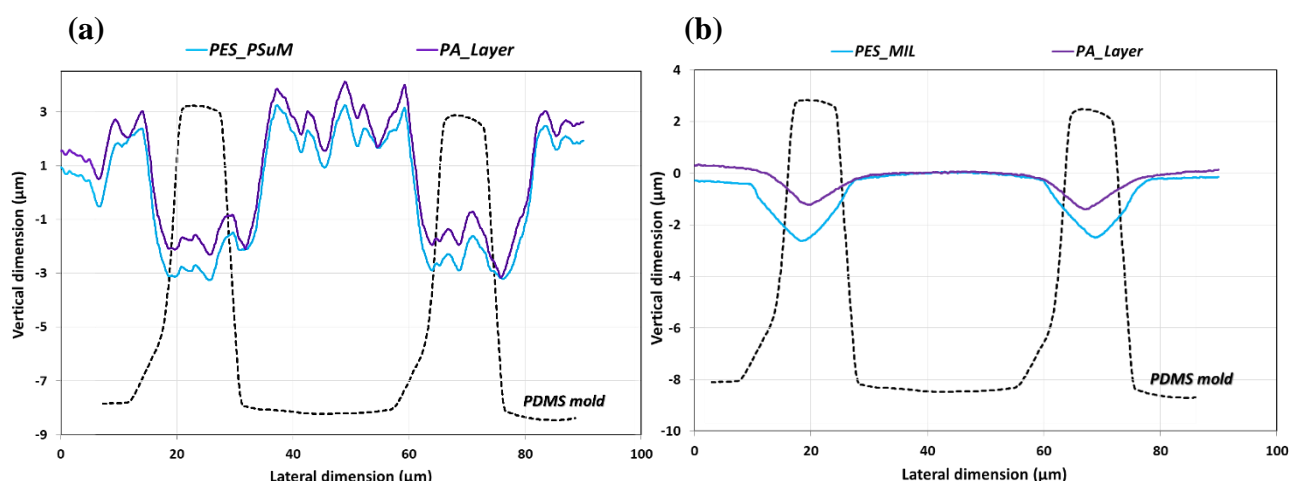 (a)
PES_PSuM PA_Layer
3
1
-1
-3
-5
-7
-9
Vertical dimension (µm)
PDMS mold
0 20 40 60 80 100
Lateral dimension (µm)
(b)
PES_MIL PA_Layer
4
2
0
-2
-4
-6
-8
-10
Vertical dimension (µm)
PDMS mold
0 20 40 60 80 100
Lateral dimension (µm)